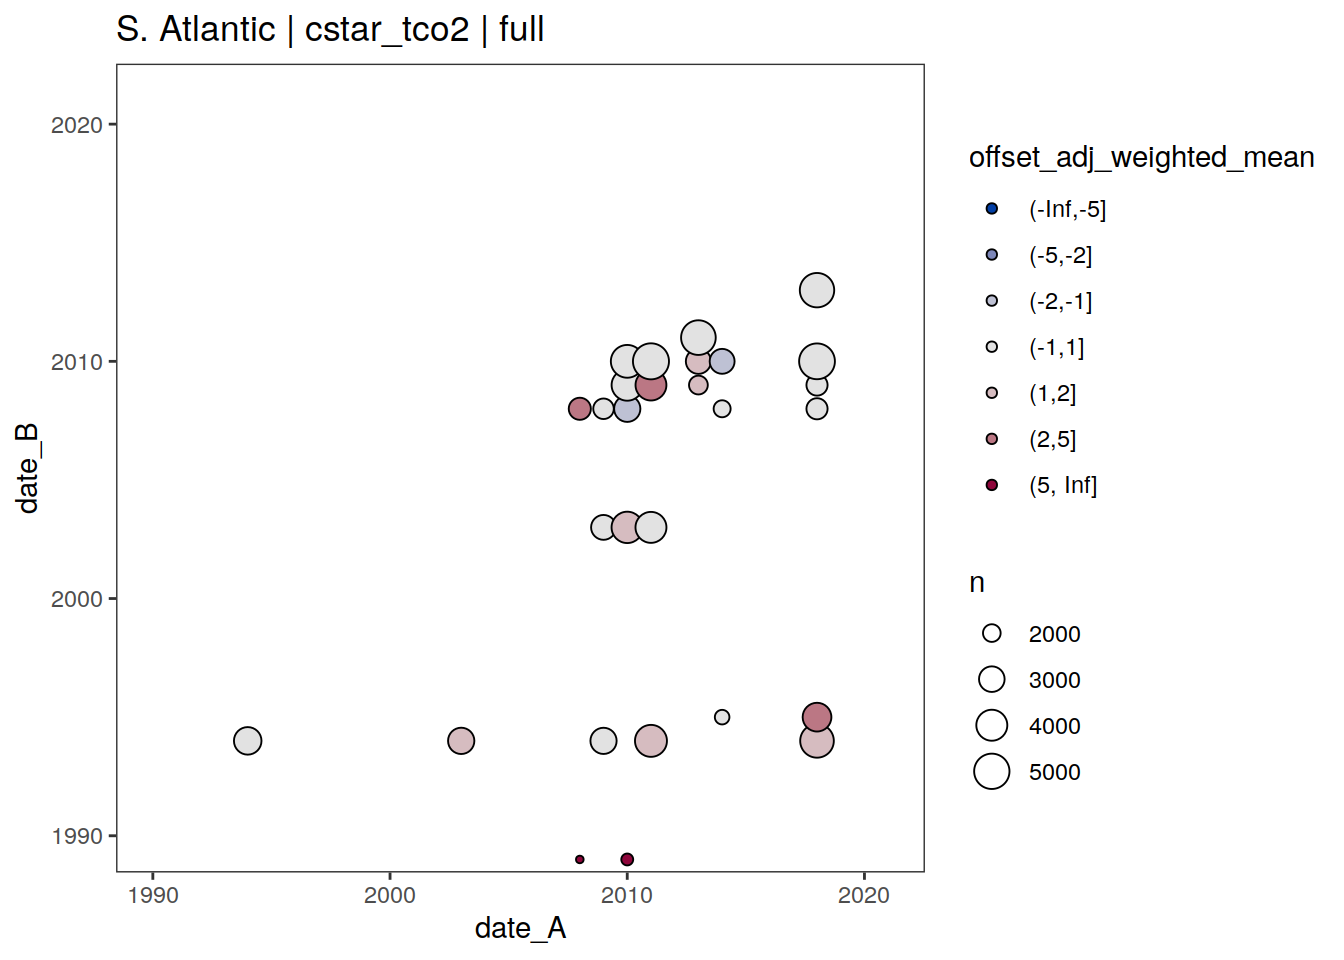 S. Atlantic | cstar_tco2 | full
2020
2010
2000
1990
date_B
1990
2000
2010
2020
date_A
offset_adj_weighted_mean
(-Inf,-5]
(-5,-2]
(-2,-1]
(-1,1]
(1,2]
(2,5]
(5, Inf]
n
2000
3000
4000
5000